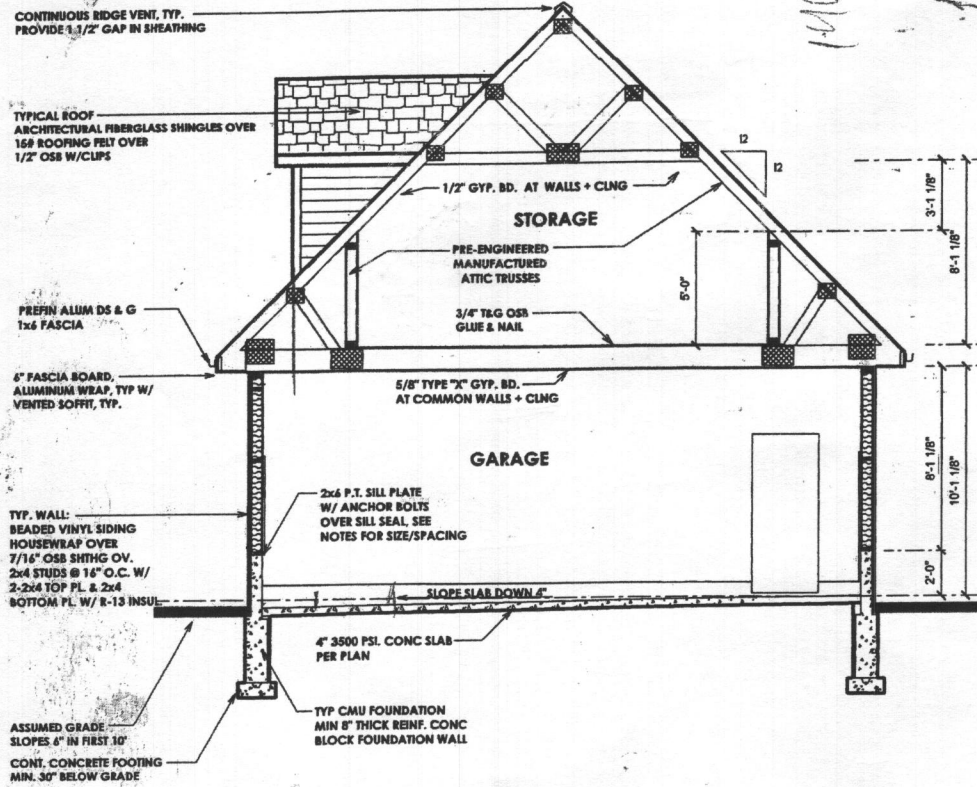 CONTINUOUS RIDGE VENT, TYP.
PROVIDE 1 1/2" GAP IN SHEATHING
TYPICAL ROOF
ARCHITECTURAL FIBERGLASS SHINGLES OVER
15# ROOFING FELT OVER
1/2" OSB W/CLIPS
12
12
1/2" GYP. BD. AT WALLS + CLNG
STORAGE
3'-1 1/8"
8'-1 1/8"
PRE-ENGINEERED
MANUFACTURED
ATTIC TRUSSES
5'-0"
3/4" T&G OSB
GLUE & NAIL
PREFIN ALUM DS & G
1x6 FASCIA
6" FASCIA BOARD,
ALUMINUM WRAP, TYP W/
VENTED SOFFIT, TYP.
5/8" TYPE "X" GYP. BD.
AT COMMON WALLS + CLNG
GARAGE
8'-1 1/8"
10'-1 1/8"
2'-0"
2x6 P.T. SILL PLATE
W/ ANCHOR BOLTS
OVER SILL SEAL, SEE
NOTES FOR SIZE/SPACING
TYP. WALL:
BEADED VINYL SIDING
HOUSEWRAP OVER
7/16" OSB SHTHG OV.
2x4 STUDS @ 16" O.C. W/
2-2x4 TOP PL. & 2x4
BOTTOM PL. W/ R-13 INSUL
SLOPE SLAB DOWN 4"
4" 3500 PSI. CONC SLAB
PER PLAN
TYP CMU FOUNDATION
MIN 8" THICK REINF. CONC
BLOCK FOUNDATION WALL
ASSUMED GRADE
SLOPES 6" IN FIRST 10'
CONT. CONCRETE FOOTING
MIN. 30" BELOW GRADE